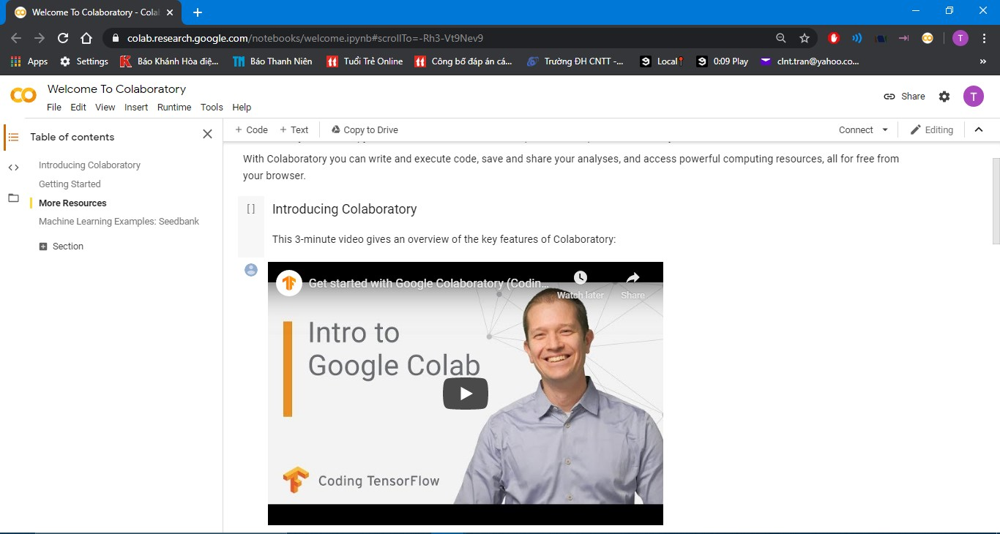 Welcome To Colaboratory - Cola
colab.research.google.com/notebooks/welcome.ipynb#scrollTo=-Rh3-Vt9Nev9
T
Apps
Settings
Báo Khánh Hòa điệ...
Báo Thanh Niên
Tuổi Trẻ Online
Công bố đáp án cá...
Trường ĐH CNTT -...
Local
0:09 Play
clnt.tran@yahoo.co...
»
Welcome To Colaboratory
File Edit View Insert Runtime Tools Help
Share
T
Table of contents
Introducing Colaboratory
Getting Started
More Resources
Machine Learning Examples: Seedbank
Section
+ Code + Text Copy to Drive
Connect
Editing
With Colaboratory you can write and execute code, save and share your analyses, and access powerful computing resources, all for free from
your browser.
[ ] Introducing Colaboratory
This 3-minute video gives an overview of the key features of Colaboratory:
Get started with Google Colaboratory (Codin...
Watch later
Share
Intro to
Google Colab
Coding TensorFlow